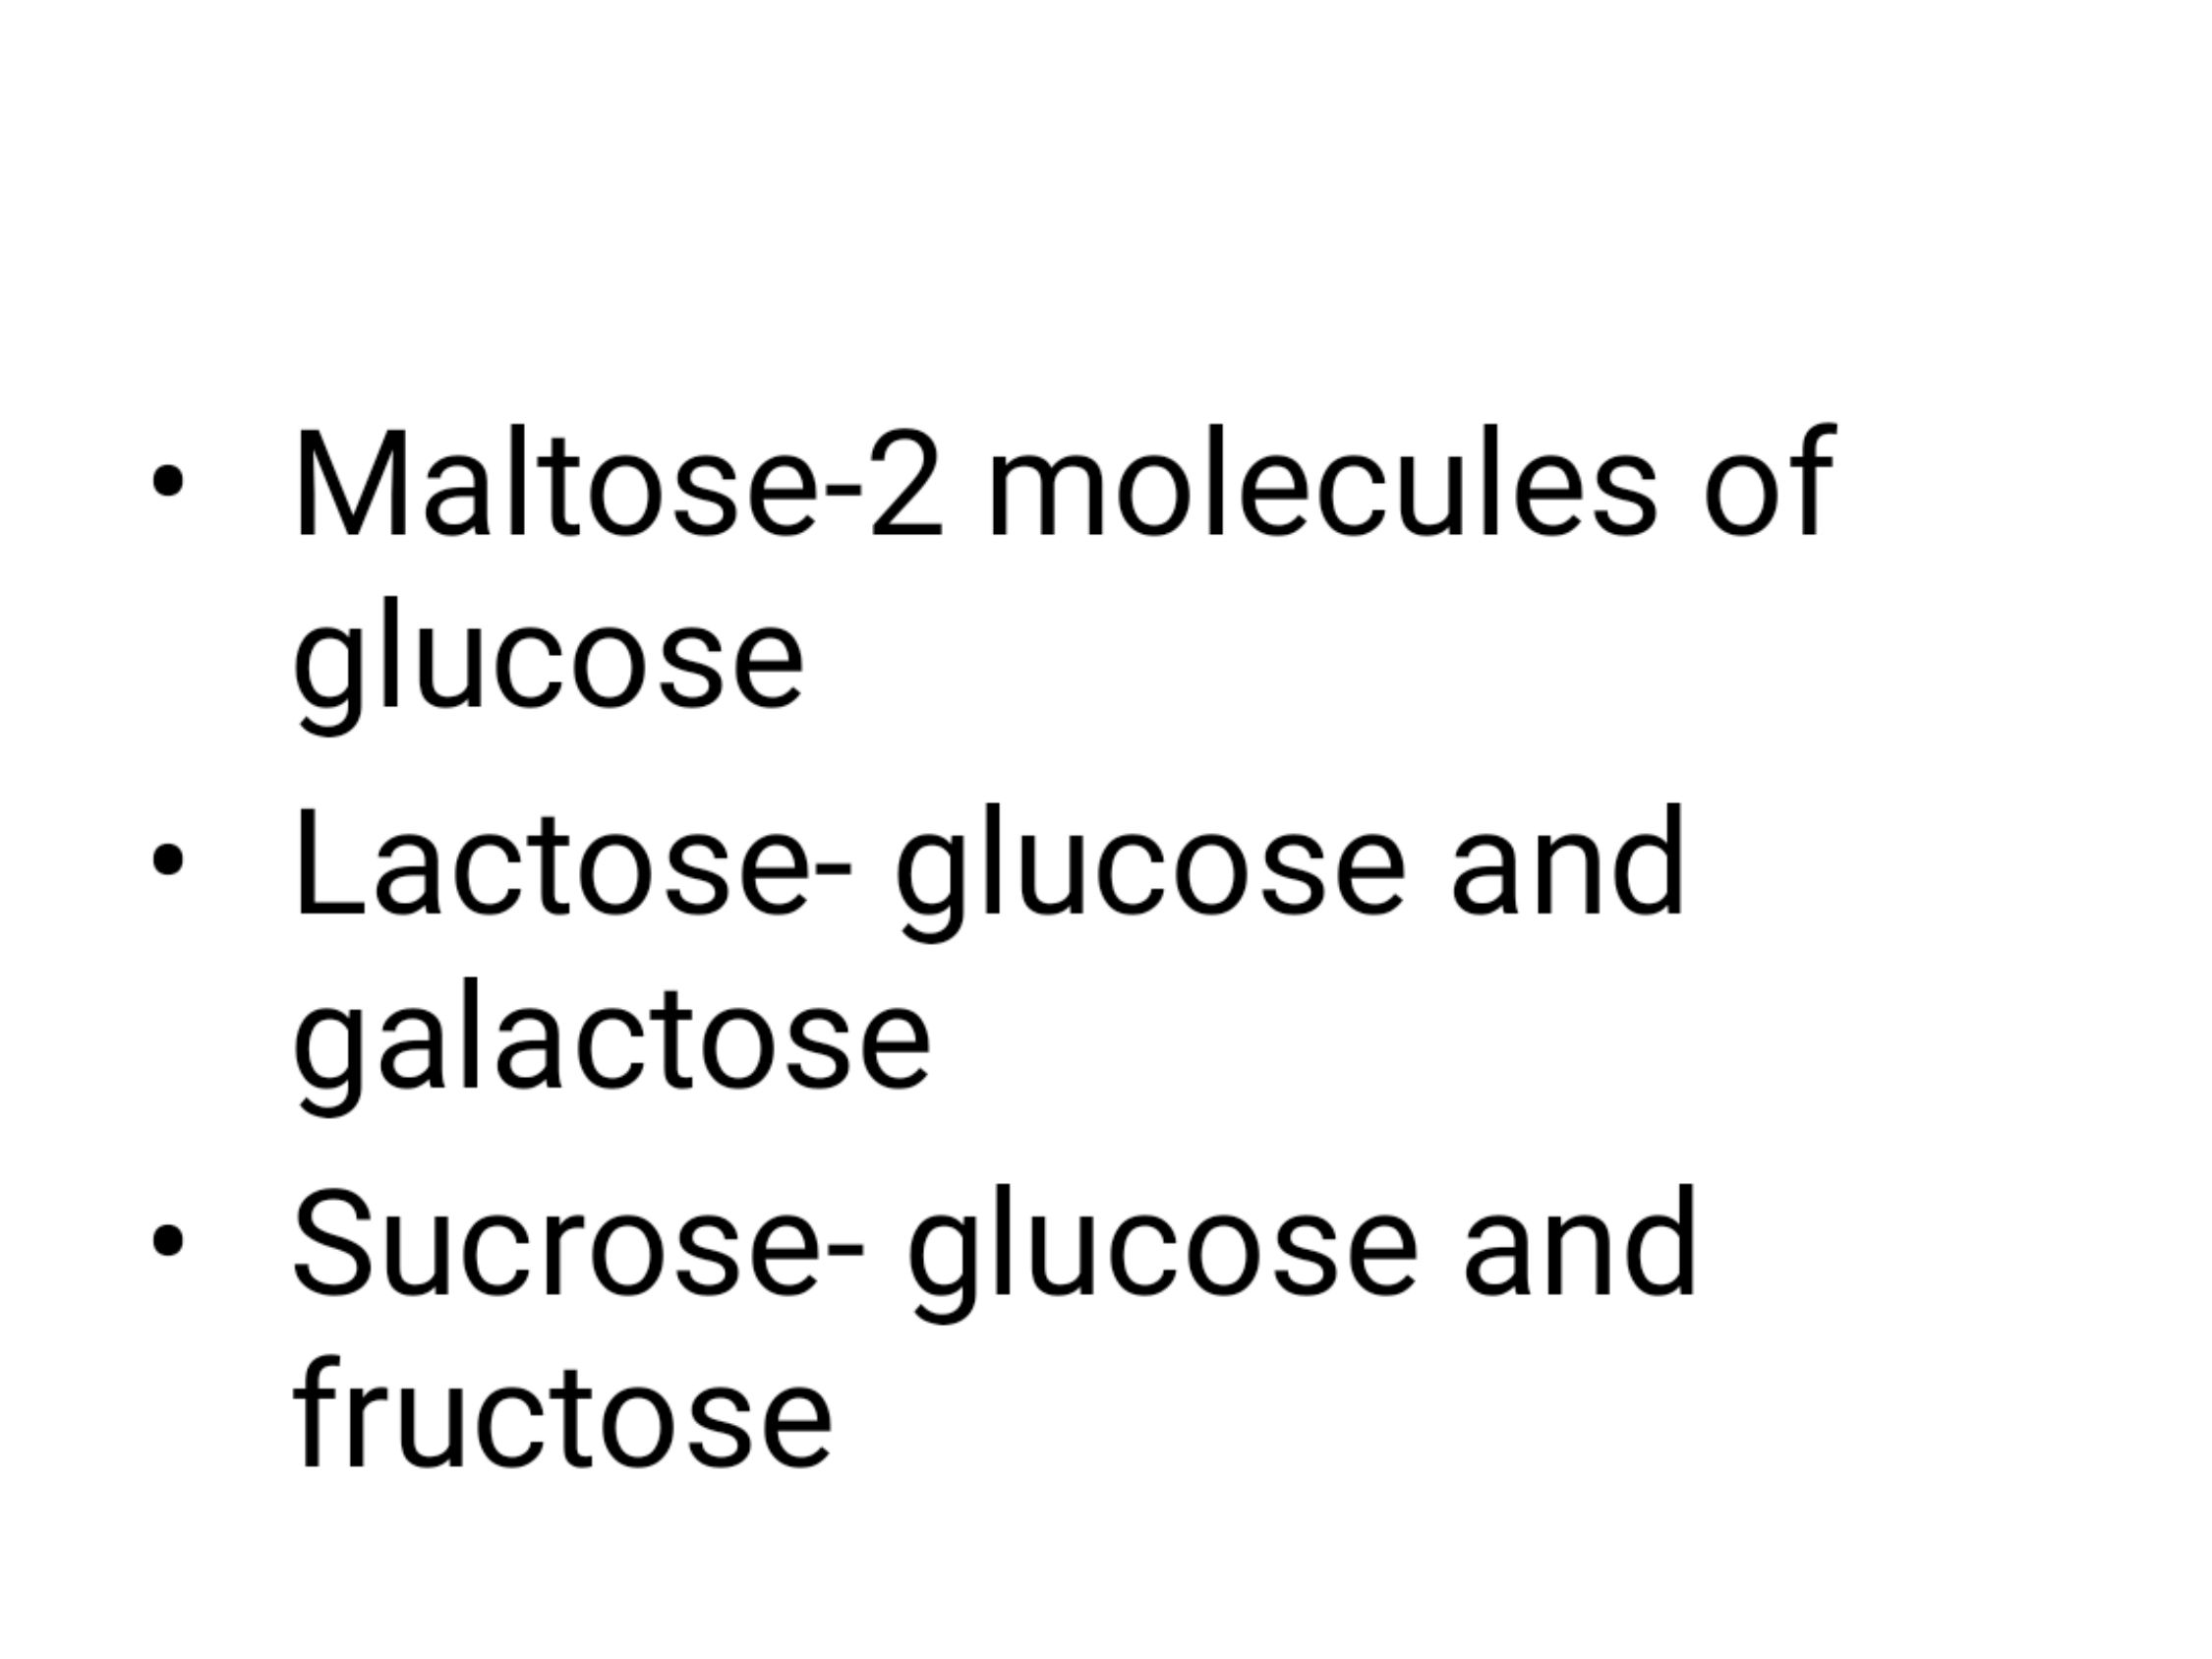 • Maltose-2 molecules of
glucose
• Lactose- glucose and
galactose
• Sucrose- glucose and
fructose